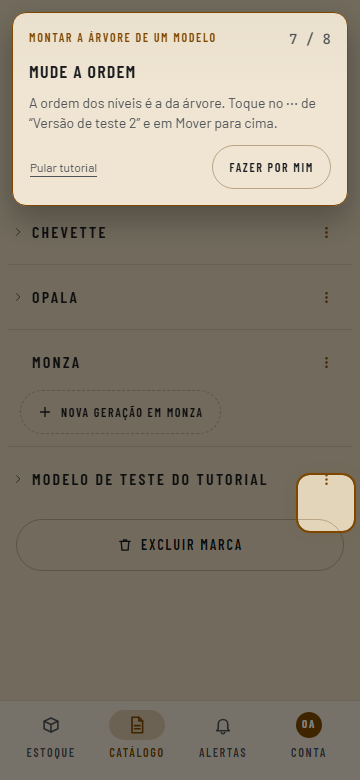 MONTAR A ÁRVORE DE UM MODELO
7 / 8
MUDE A ORDEM
A ordem dos níveis é a da árvore. Toque no ··· de
“Versão de teste 2” e em Mover para cima.
Pular tutorial
FAZER POR MIM
CHEVETTE
OPALA
MONZA
NOVA GERAÇÃO EM MONZA
MODELO DE TESTE DO TUTORIAL
EXCLUIR MARCA
OA
ESTOQUE CATÁLOGO ALERTAS CONTA